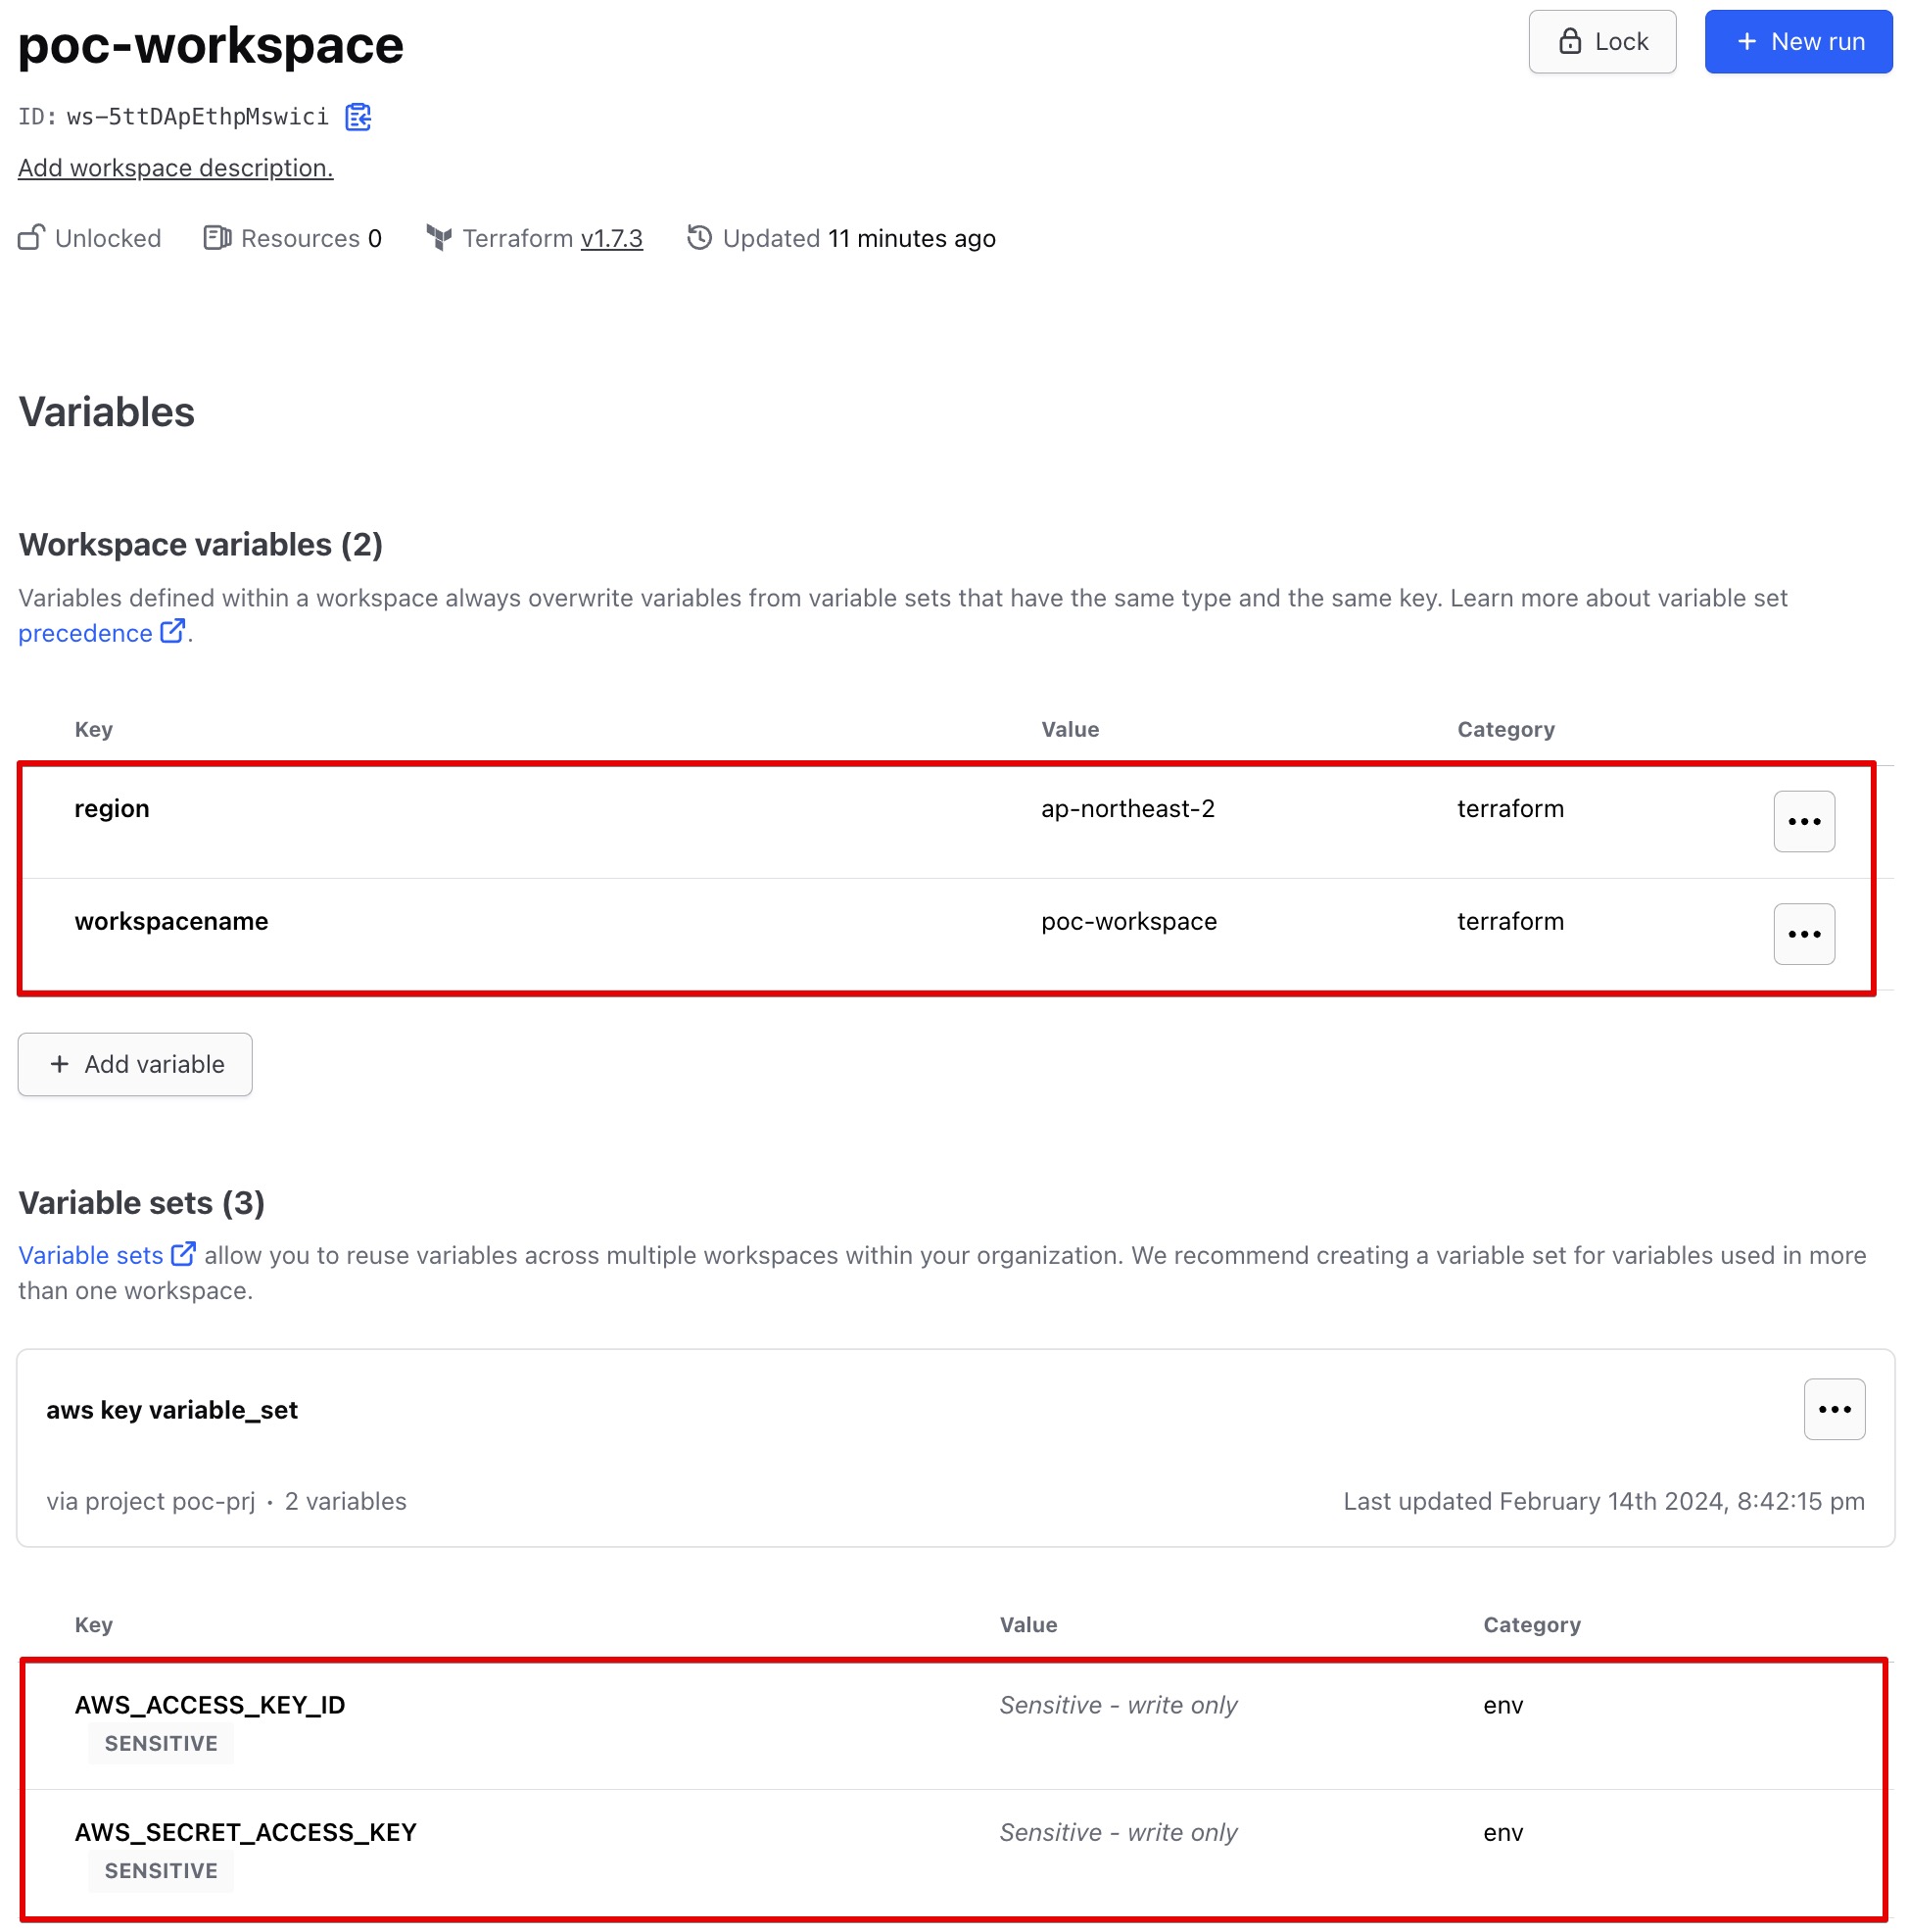 poc-workspace
Lock
+ New run
ID: ws-5ttDApEthpMswici
Add workspace description.
Unlocked Resources 0 Terraform v1.7.3 Updated 11 minutes ago
Variables
Workspace variables (2)
Variables defined within a workspace always overwrite variables from variable sets that have the same type and the same key. Learn more about variable set
precedence.
Key Value Category
region ap-northeast-2 terraform
workspacename poc-workspace terraform
+ Add variable
Variable sets (3)
Variable sets allow you to reuse variables across multiple workspaces within your organization. We recommend creating a variable set for variables used in more
than one workspace.
aws key variable_set
via project poc-prj · 2 variables Last updated February 14th 2024, 8:42:15 pm
Key Value Category
AWS_ACCESS_KEY_ID Sensitive - write only env
SENSITIVE
AWS_SECRET_ACCESS_KEY Sensitive - write only env
SENSITIVE